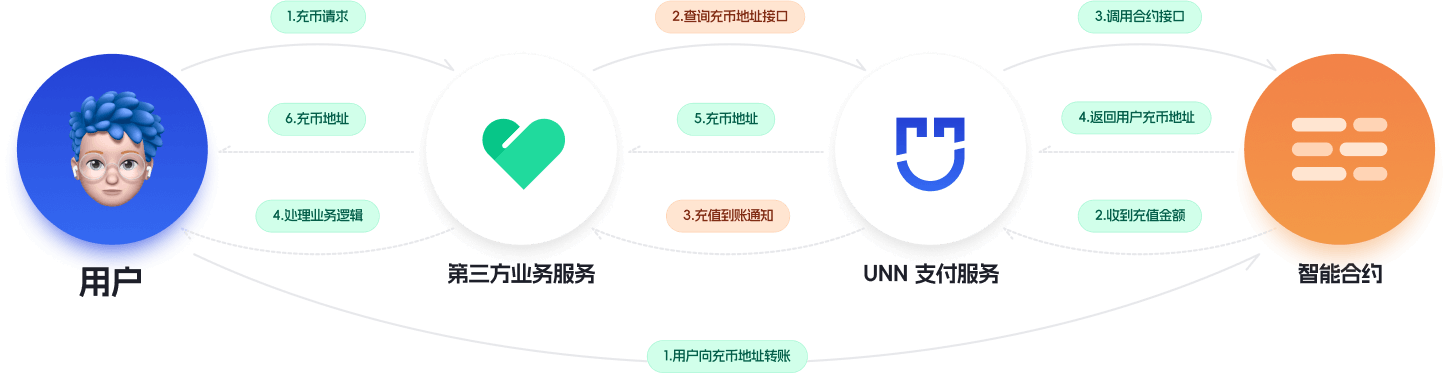 1.充币请求
2.查询充币地址接口
3.调用合约接口
6.充币地址
5.充币地址
4.返回用户充币地址
4.处理业务逻辑
3.充值到账通知
2.收到充值金额
用户
第三方业务服务
UNN 支付服务
智能合约
1.用户向充币地址转账